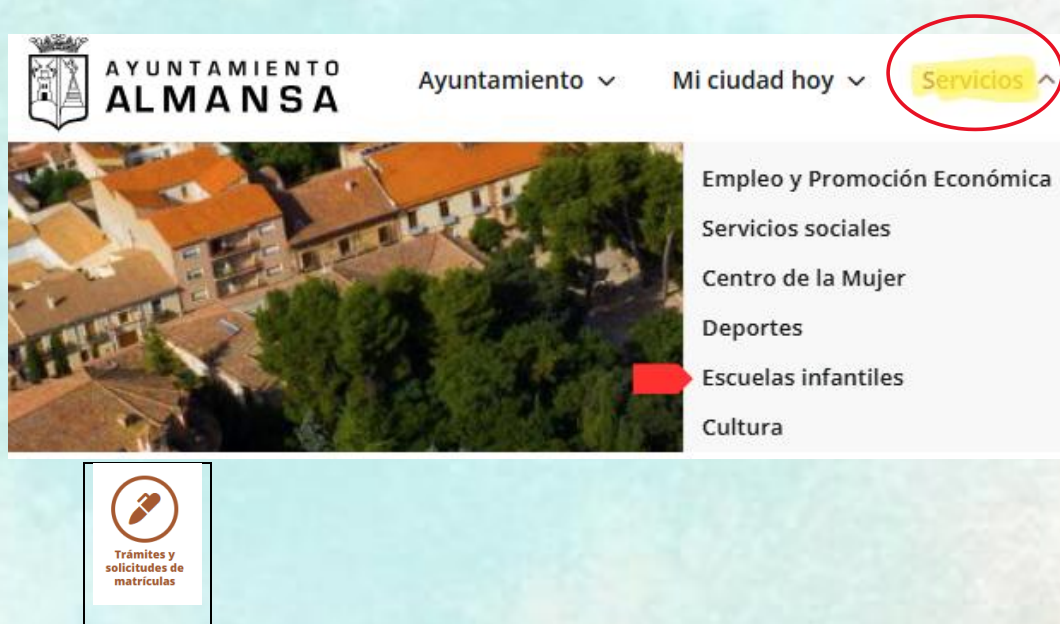 AYUNTAMIENTO
ALMANSA
Ayuntamiento
Mi ciudad hoy
Servicios
Empleo y Promoción Económica
Servicios sociales
Centro de la Mujer
Deportes
Escuelas infantiles
Cultura
Trámites y
solicitudes de
matrículas